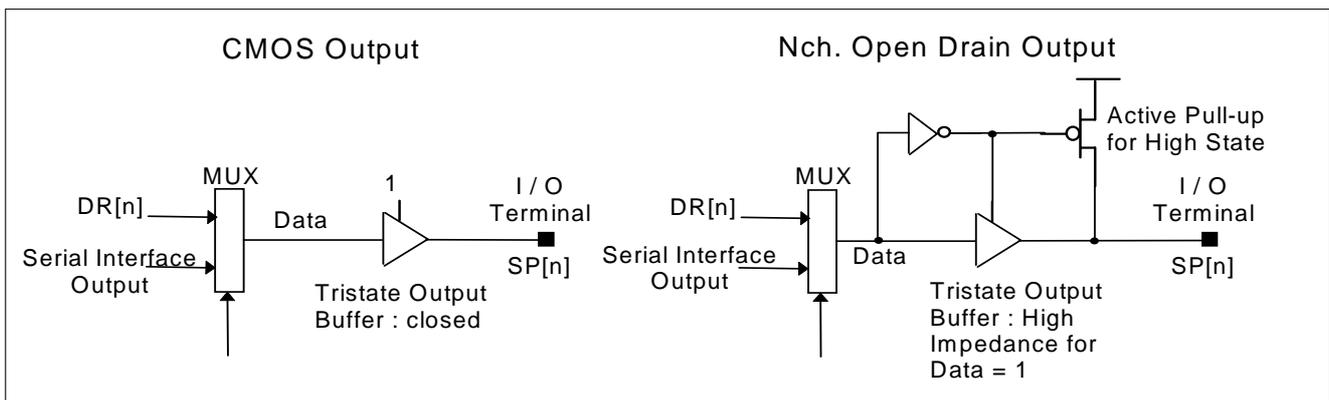 CMOS Output
MUX
DR[n]
Serial Interface
Output
Data
1
Tristate Output
Buffer : closed
I / O
Terminal
SP[n]
Nch. Open Drain Output
MUX
DR[n]
Serial Interface
Output
Data
Active Pull-up
for High State
Tristate Output
Buffer : High
Impedance for
Data = 1
I / O
Terminal
SP[n]